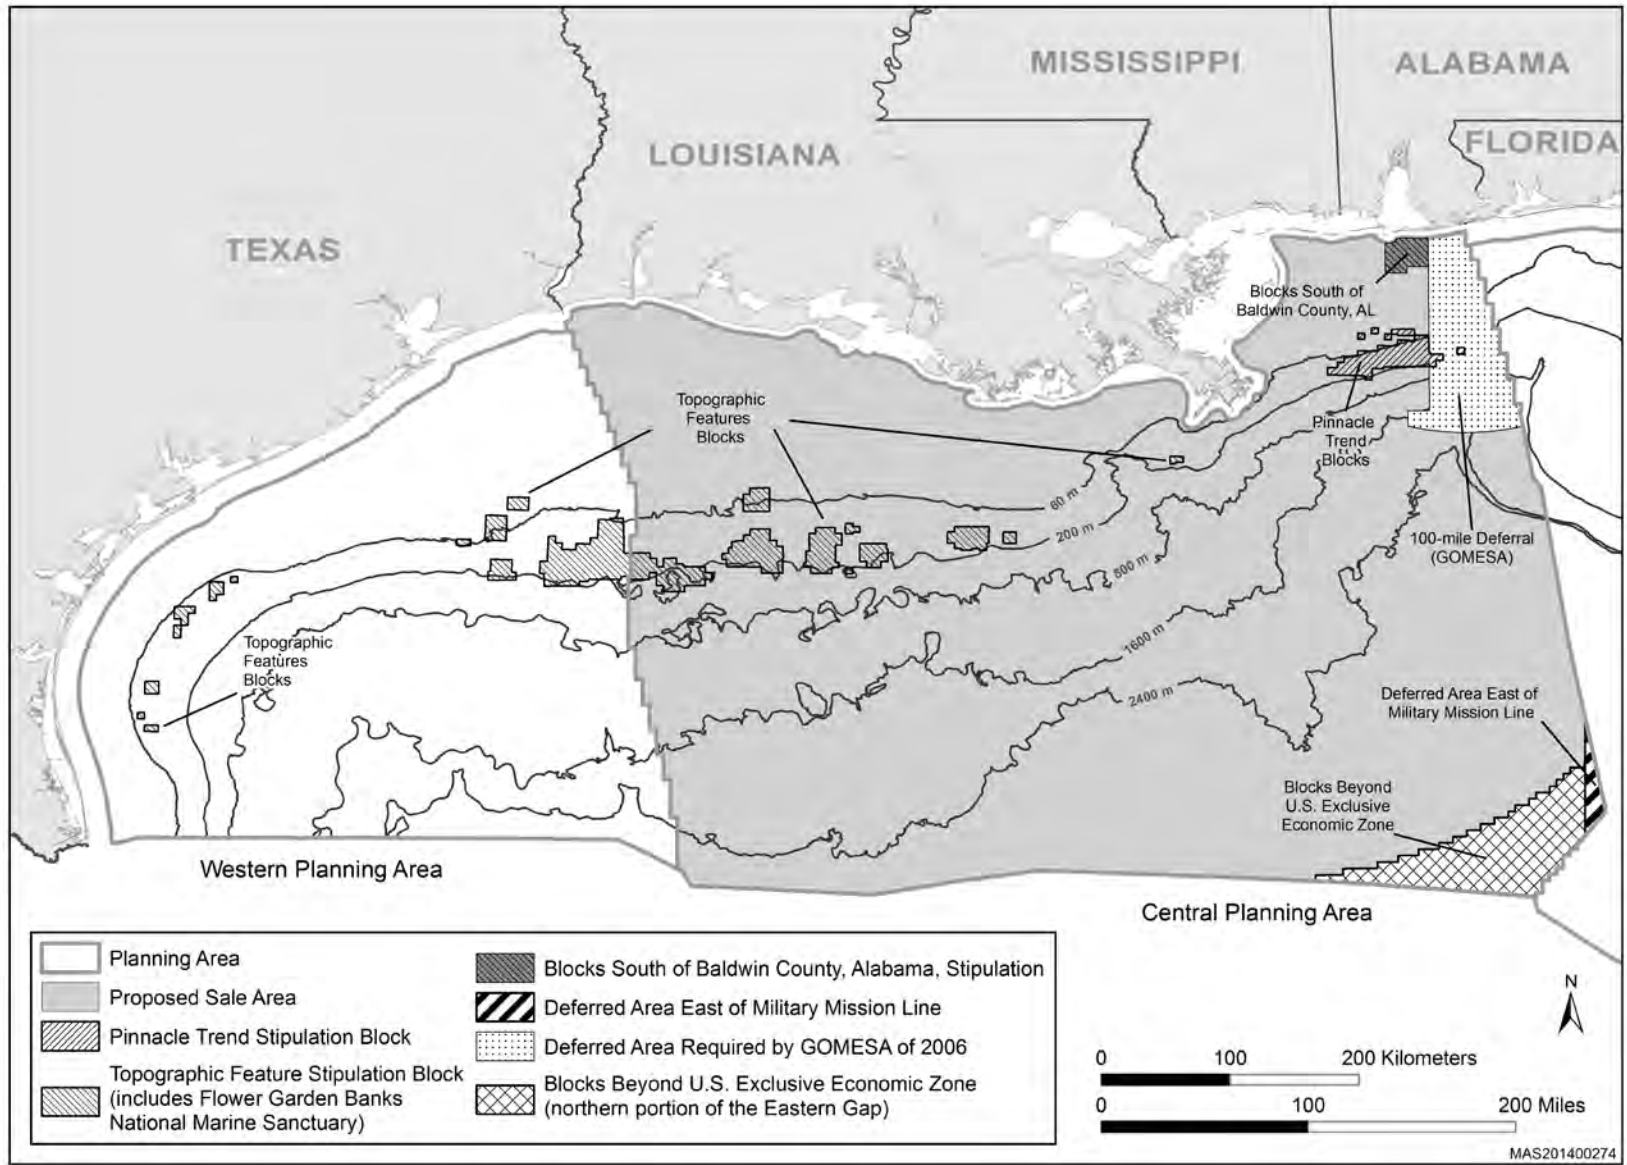 MISSISSIPPI
ALABAMA
LOUISIANA
FLORIDA
TEXAS
Blocks South of
Baldwin County, AL
Topographic
Features
Blocks
Pinnacle
Trend
Blocks
60 m
200 m
800 m
1600 m
2400 m
100-mile Deferral
(GOMESA)
Topographic
Features
Blocks
Deferred Area East of
Military Mission Line
Blocks Beyond
U.S. Exclusive
Economic Zone
Western Planning Area
Central Planning Area
Planning Area
Proposed Sale Area
Pinnacle Trend Stipulation Block
Topographic Feature Stipulation Block
(includes Flower Garden Banks
National Marine Sanctuary)
Blocks South of Baldwin County, Alabama, Stipulation
Deferred Area East of Military Mission Line
Deferred Area Required by GOMESA of 2006
Blocks Beyond U.S. Exclusive Economic Zone
(northern portion of the Eastern Gap)
N
0 100 200 Kilometers
0 100 200 Miles
MAS201400274